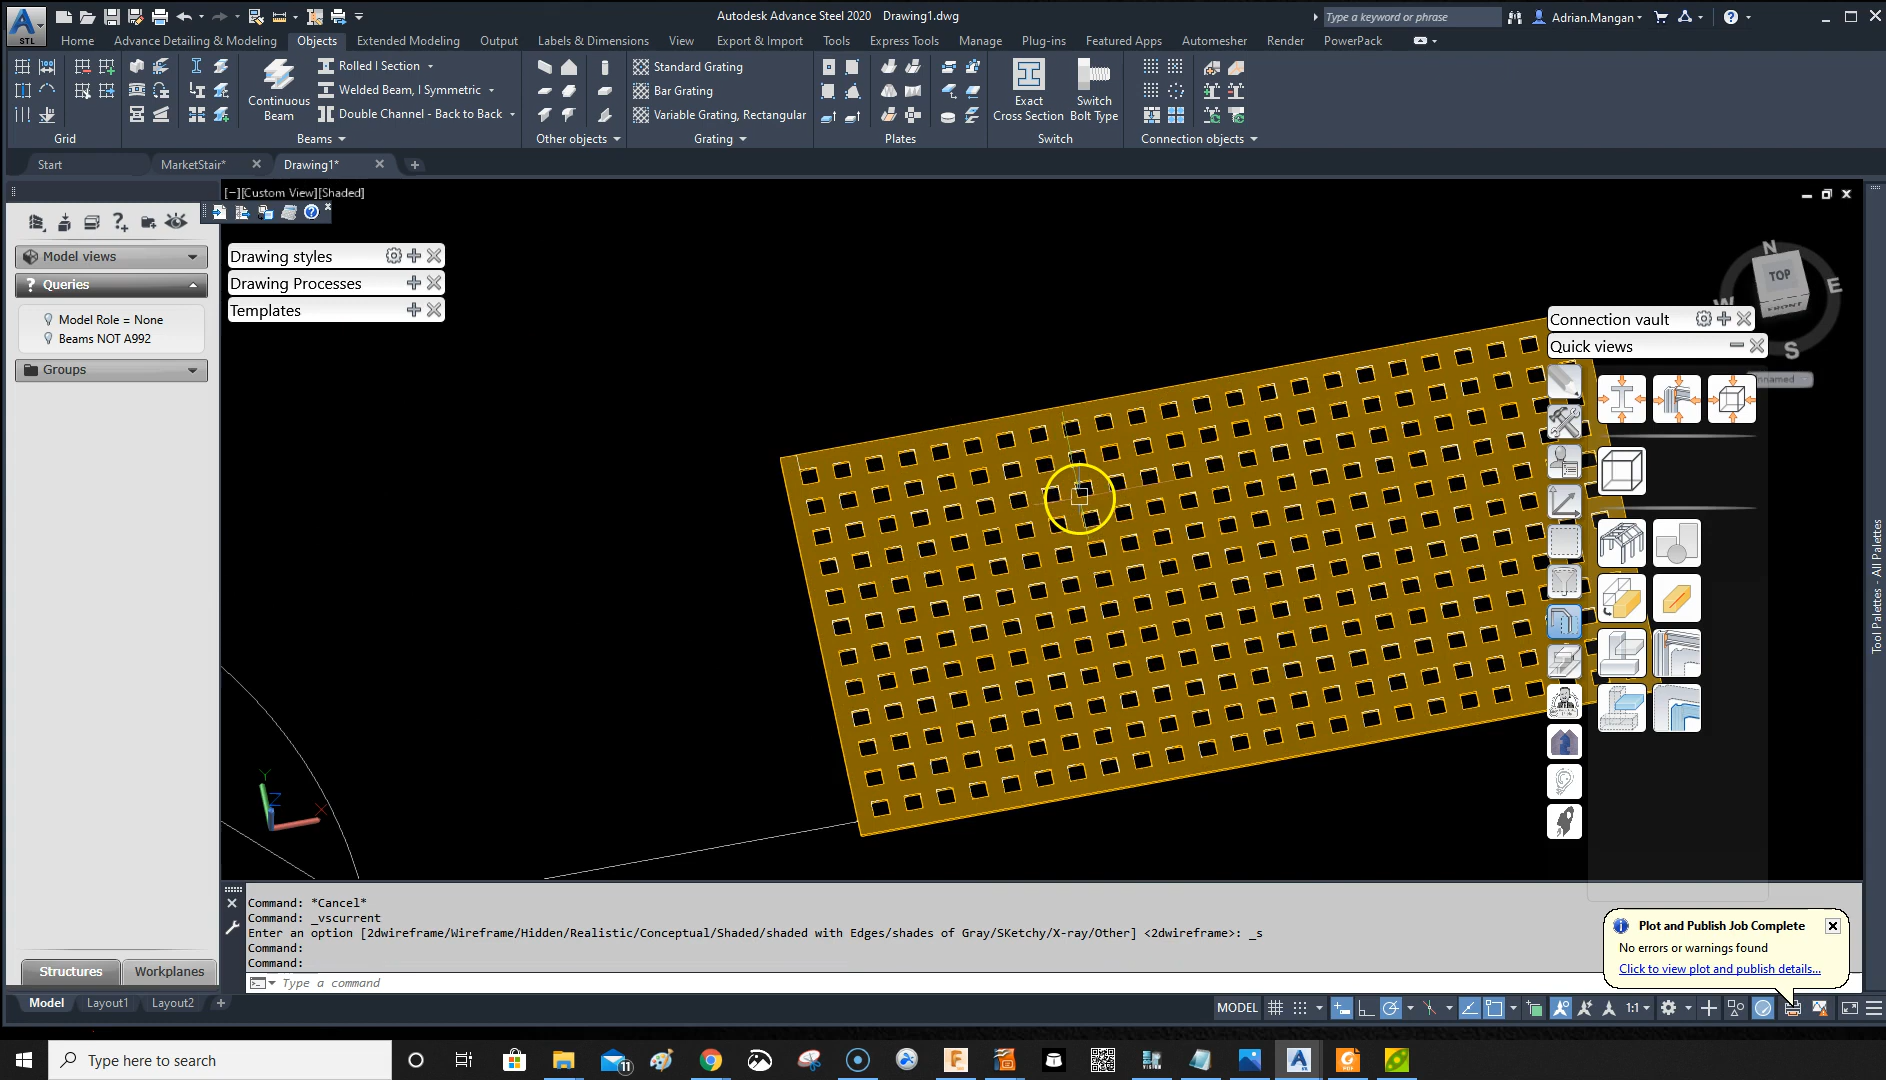 Autodesk Advance Steel 2020 Drawing1.dwg
Type a keyword or phrase
Adrian.Mangan
STL
Home
Advance Detailing & Modeling
Objects
Extended Modeling
Output
Labels & Dimensions
View
Export & Import
Tools
Express Tools
Manage
Plug-ins
Featured Apps
Automesher
Render
PowerPack
Continuous
Beam
Rolled I Section
Welded Beam, I Symmetric
Double Channel - Back to Back
Standard Grating
Bar Grating
Variable Grating, Rectangular
Exact
Cross Section
Switch
Bolt Type
Grid
Beams
Other objects
Grating
Plates
Switch
Connection objects
Start
MarketStair*
Drawing1*
[−][Custom View][Shaded]
Model views
Queries
Model Role = None
Beams NOT A992
Groups
Drawing styles
Drawing Processes
Templates
N
TOP
FRONT
E
W
S
Connection vault
Quick views
Tool Palettes - All Palettes
Y
Z
X
Command: *Cancel*
Command: _vscurrent
Enter an option [2dwireframe/Wireframe/Hidden/Realistic/Conceptual/Shaded/shaded with Edges/shades of Gray/SKetchy/X-ray/Other] <2dwireframe>: _s
Command:
Command:
Type a command
Plot and Publish Job Complete
No errors or warnings found
Click to view plot and publish details...
Structures
Workplanes
Model
Layout1
Layout2
MODEL
1:1
Type here to search
11